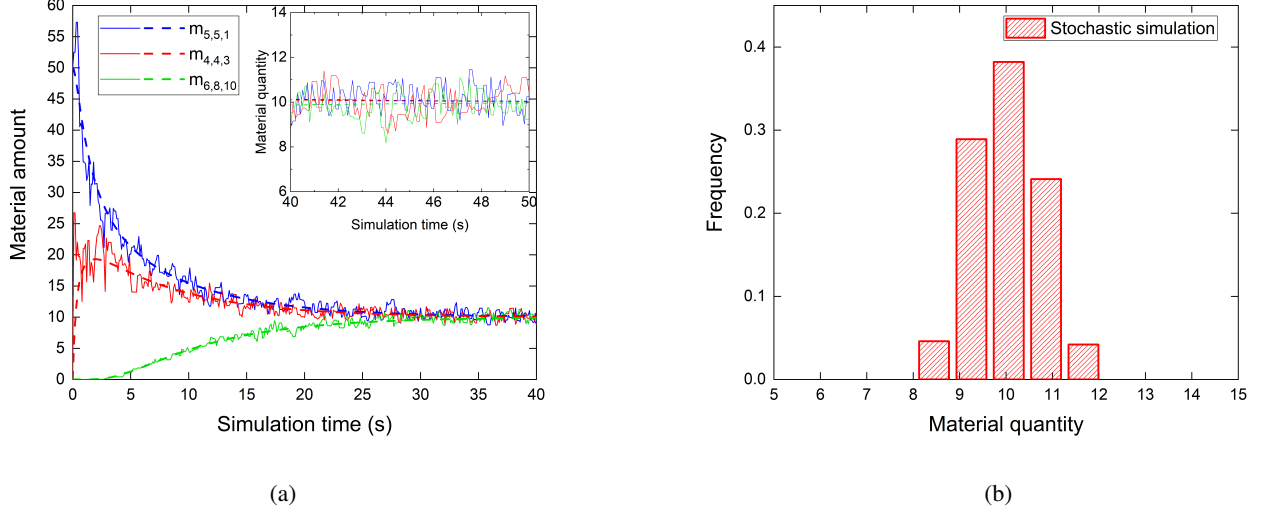 60
55
50
45
40
35
30
25
20
15
10
5
0
Material amount
m5,5,1
m4,4,3
m6,8,10
14
12
10
8
6
Material quantity
40 42 44 46 48 50
Simulation time (s)
0 5 10 15 20 25 30 35 40
Simulation time (s)
(a)
0.4
0.3
0.2
0.1
0.0
Frequency
Stochastic simulation
5 6 7 8 9 10 11 12 13 14 15
Material quantity
(b)